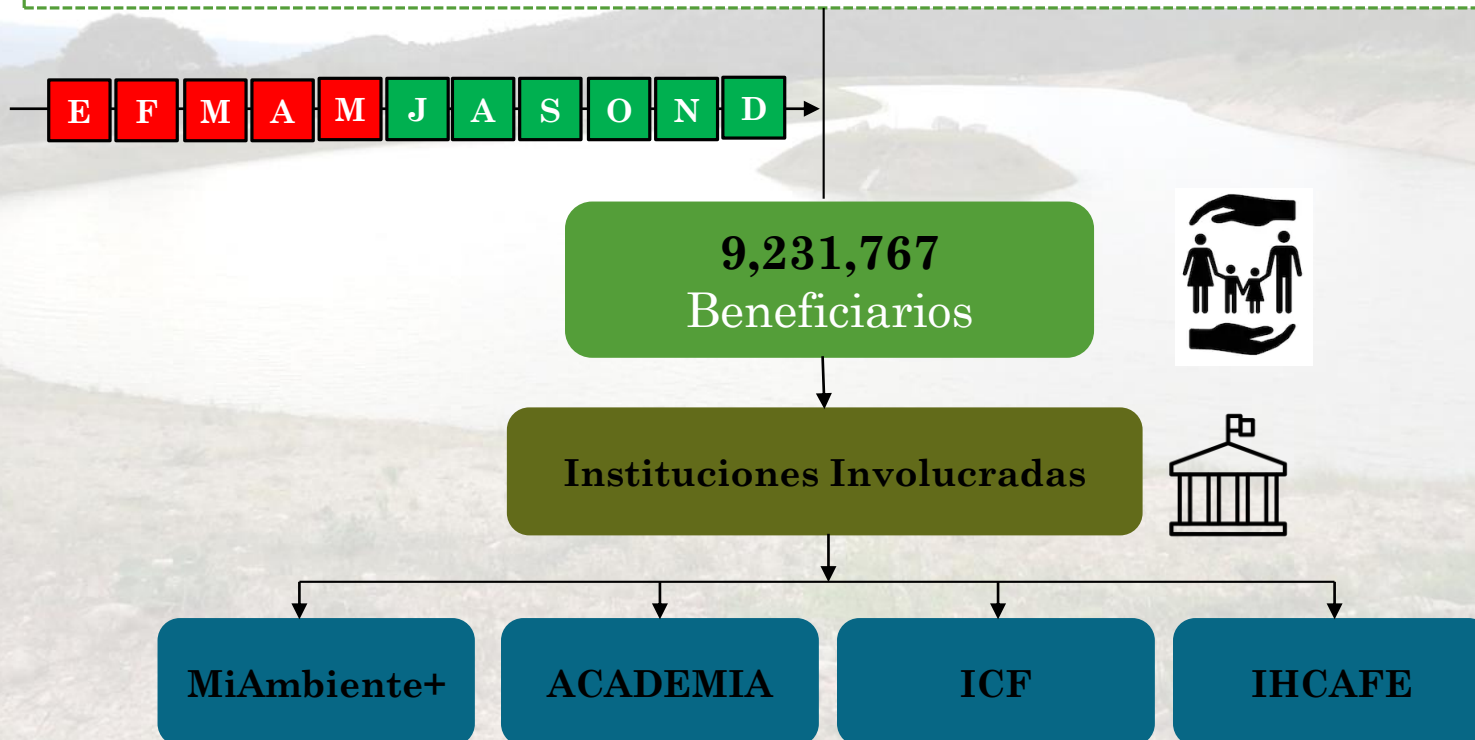 E F M A M J A S O N D
9,231,767
Beneficiarios
Instituciones Involucradas
MiAmbiente+ ACADEMIA ICF IHCAFE